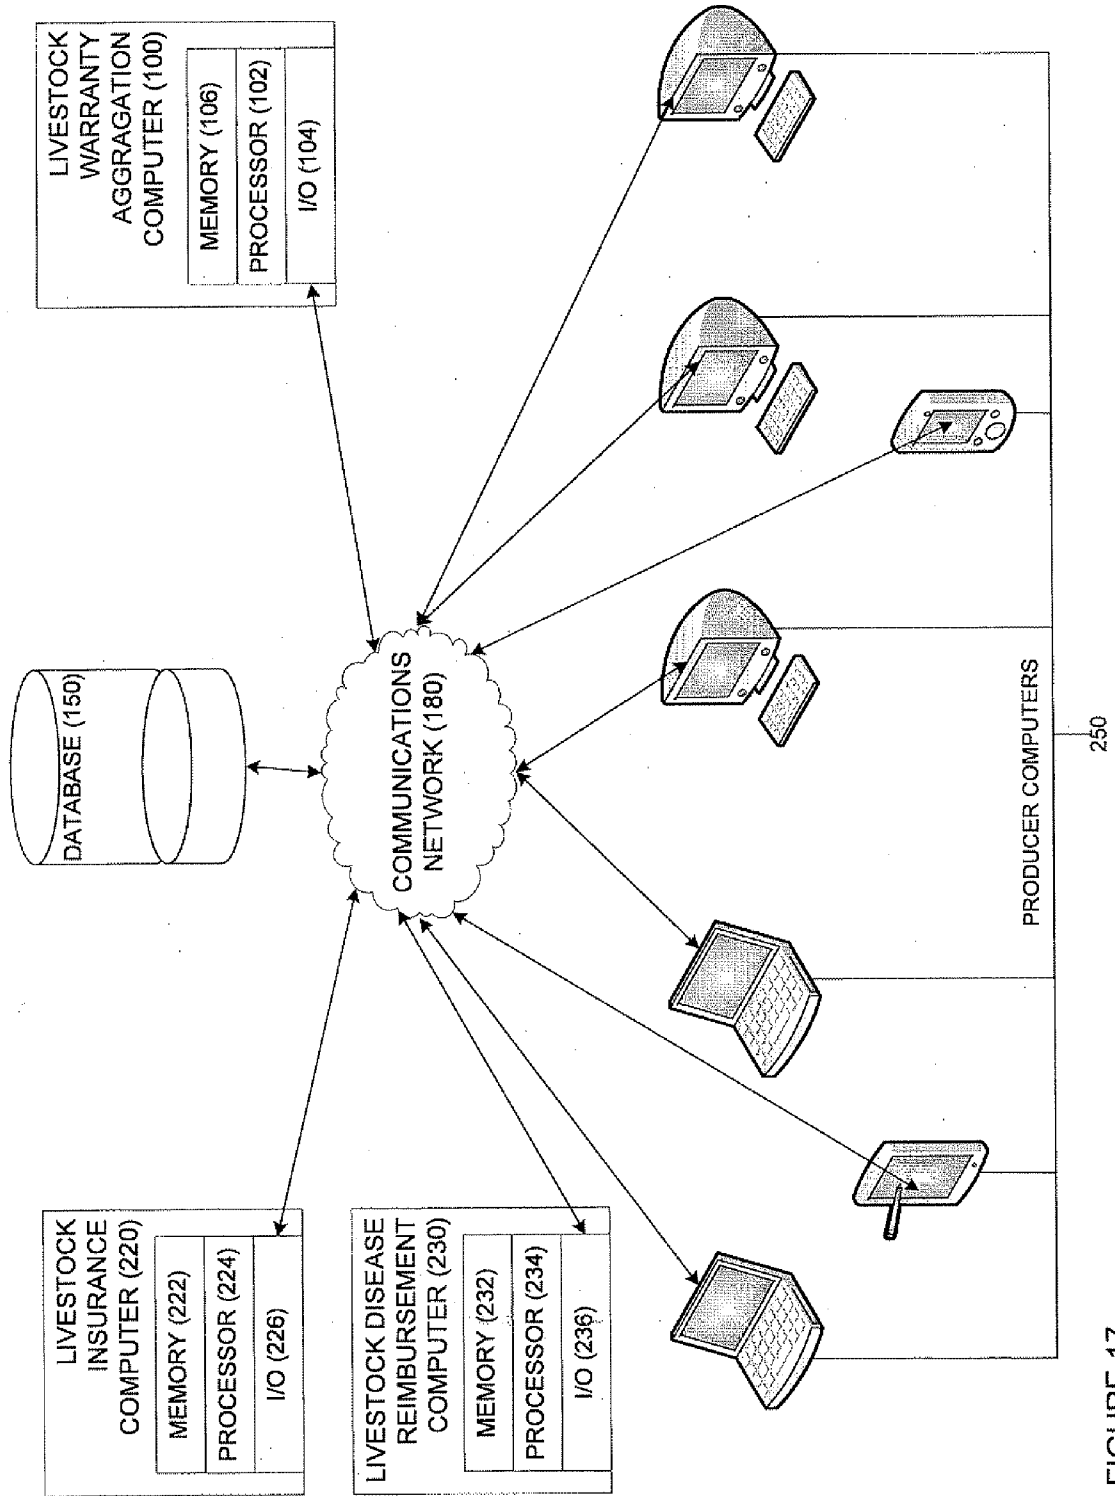 LIVESTOCK
INSURANCE
COMPUTER (220)
MEMORY (222)
PROCESSOR (224)
I/O (226)
DATABASE (150)
LIVESTOCK
WARRANTY
AGGRAGATION
COMPUTER (100)
MEMORY (106)
PROCESSOR (102)
I/O (104)
LIVESTOCK DISEASE
REIMBURSEMENT
COMPUTER (230)
MEMORY (232)
PROCESSOR (234)
I/O (236)
COMMUNICATIONS
NETWORK (180)
PRODUCER COMPUTERS
250
FIGURE 17